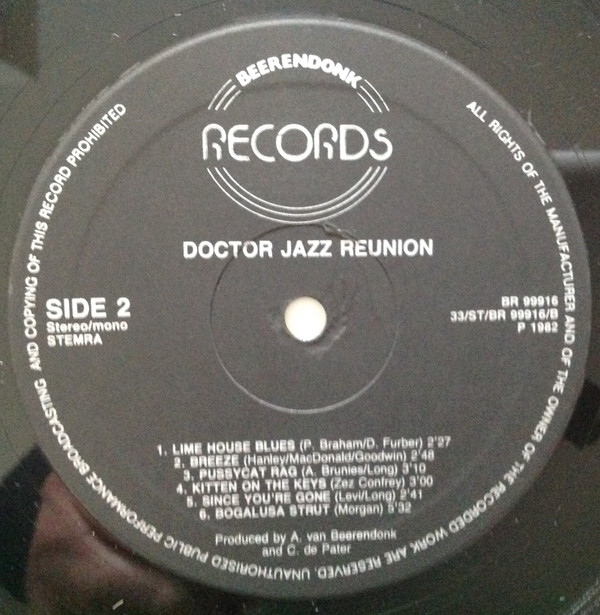 BEERENDONK
RECORDS
DOCTOR JAZZ REUNION
SIDE 2
Stereo/mono
STEMRA
BR 99916
33/ST/BR 99916/B
P 1982
1. LIME HOUSE BLUES (P. Braham/D. Furber) 2'27
2. BREEZE (Hanley/MacDonald/Goodwin) 2'48
3. PUSSYCAT RAG (A. Brunies/Long) 3'10
4. KITTEN ON THE KEYS (Zez Confrey) 3'00
5. SINCE YOU'RE GONE (Levi/Long) 2'41
6. BOGALUSA STRUT (Morgan) 5'32
Produced by A. van Beerendonk
and C. de Pater
ALL RIGHTS OF THE MANUFACTURER AND OF THE OWNER OF THE RECORDED WORK ARE RESERVED. UNAUTHORISED PUBLIC PERFORMANCE BROADCASTING AND COPYING OF THIS RECORD PROHIBITED